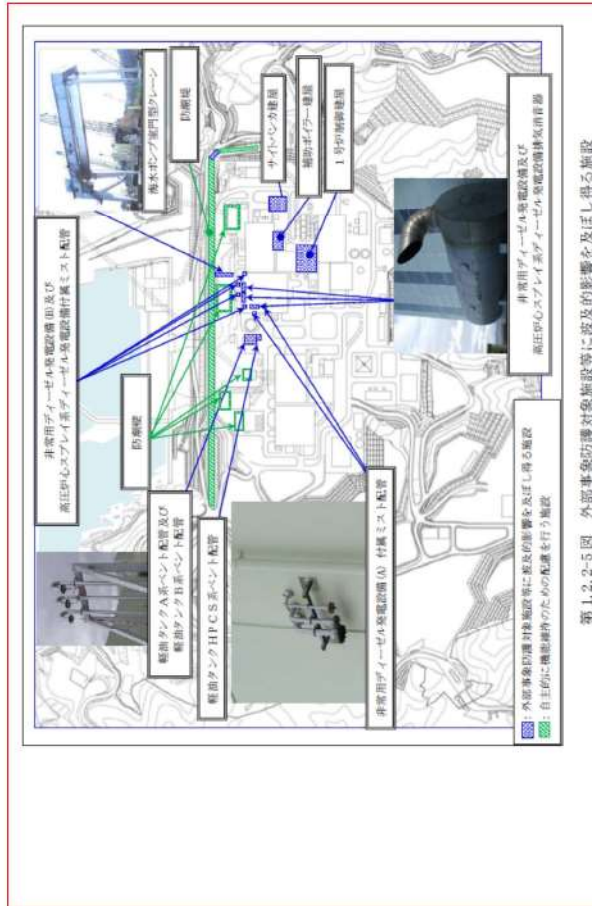 非常用ディーゼル発電設備(B)及び
高圧炉心スプレイ系ディーゼル発電設備付属ミスト配管
海水ポンプ室門型クレーン
防潮堤
防潮堤
サイトバンカ建屋
補助ボイラー建屋
1号炉制御建屋
軽油タンクA系ベント配管及び
軽油タンクB系ベント配管
軽油タンクHPCS系ベント配管
非常用ディーゼル発電設備(A) 付属ミスト配管
非常用ディーゼル発電設備及び
高圧炉心スプレイ系ディーゼル発電設備排気消音器
:外部事象防護対象施設等に波及的影響を及ぼし得る施設
:自主的に機能維持のための配慮を行う施設
第1.2.2-5図 外部事象防護対象施設等に波及的影響を及ぼし得る施設